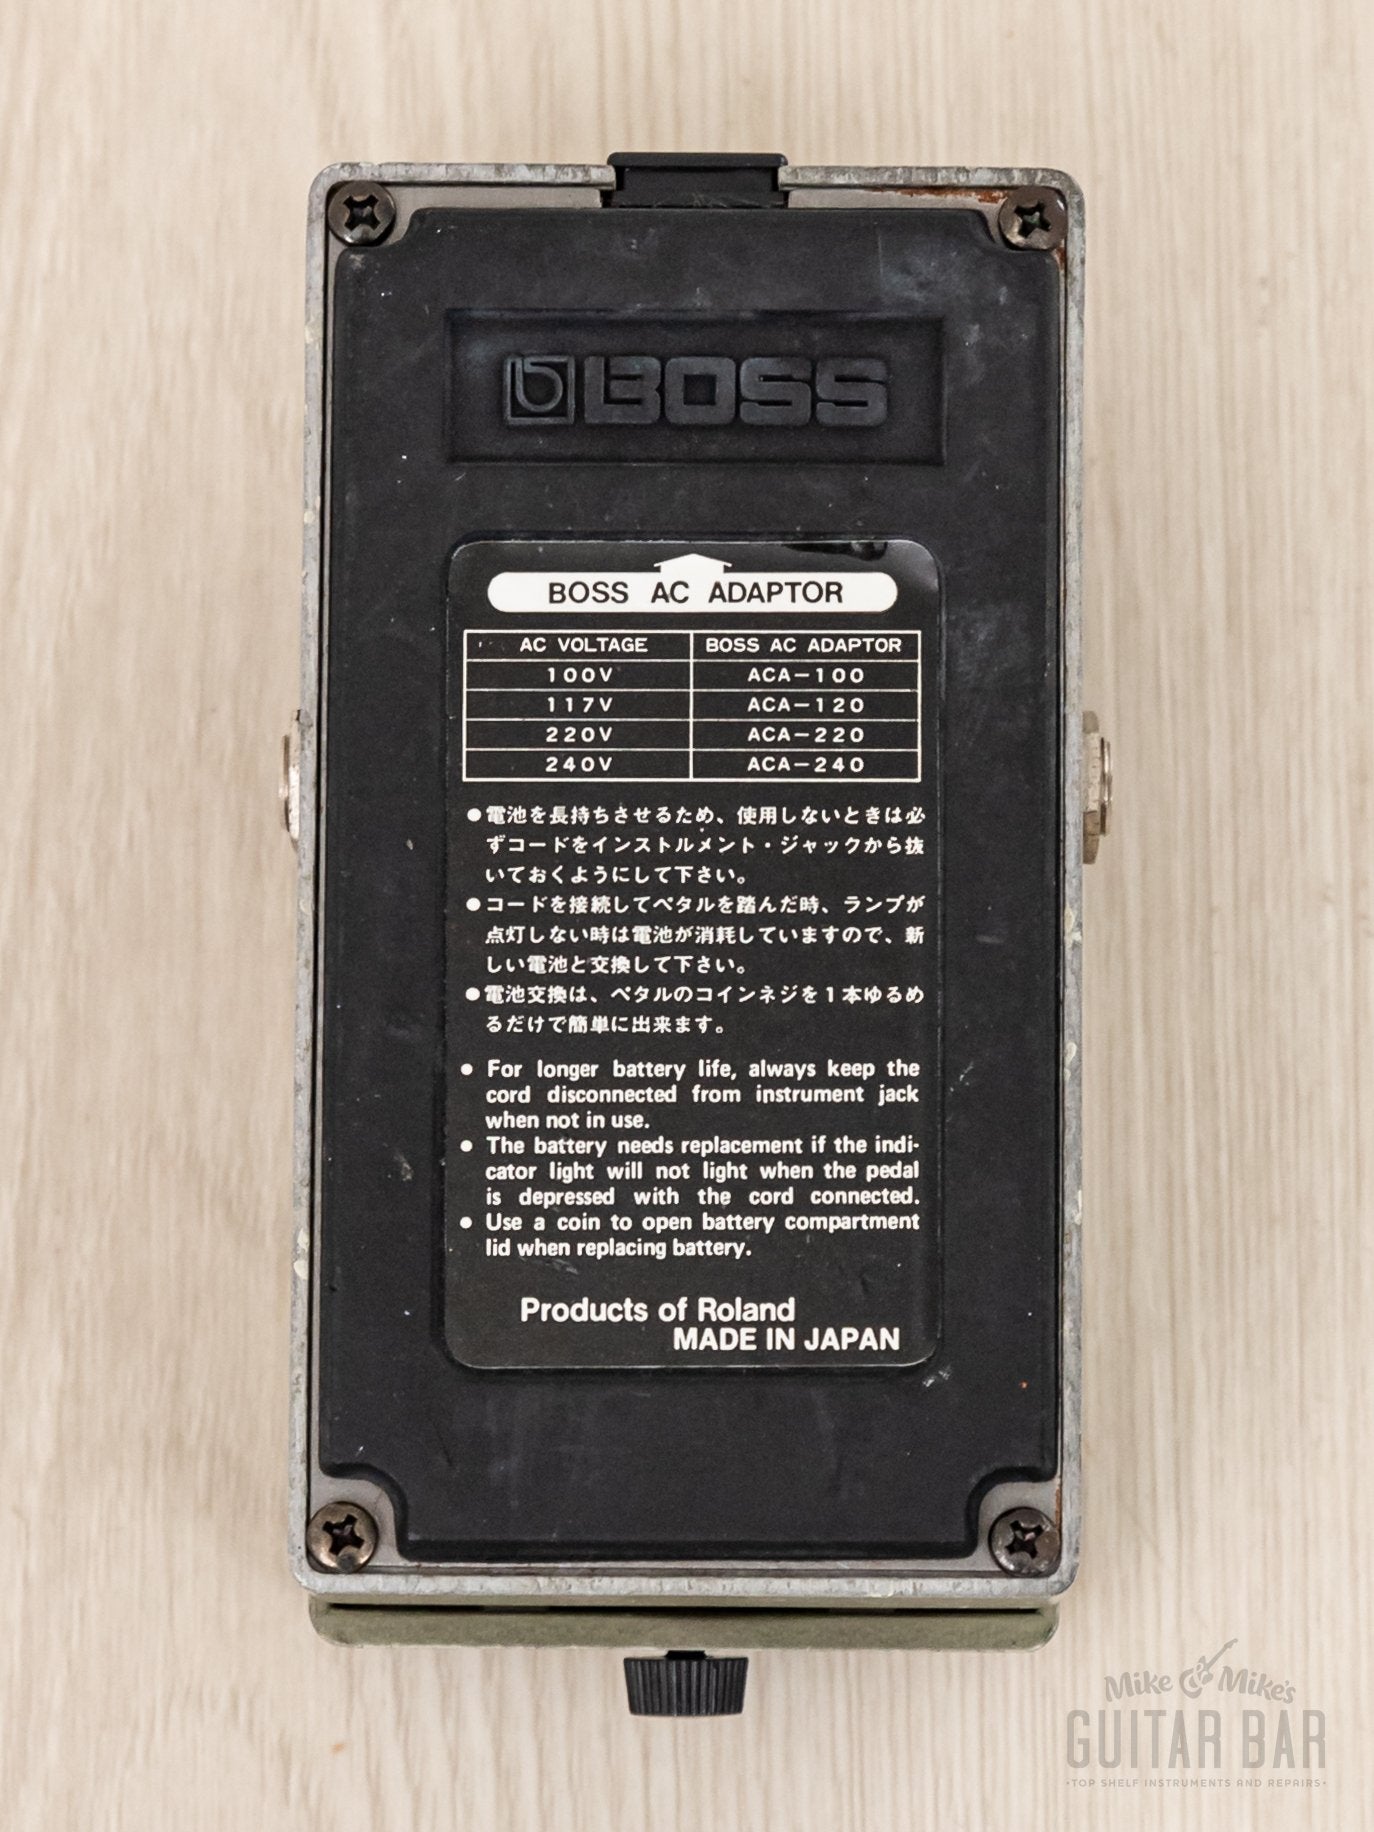 BOSS
BOSS AC ADAPTOR
AC VOLTAGE BOSS AC ADAPTOR
100V ACA-100
117V ACA-120
220V ACA-220
240V ACA-240
●電池を長持ちさせるため、使用しないときは必
ずコードをインストルメント・ジャックから抜
いておくようにして下さい。
●コードを接続してペタルを踏んだ時、ランプが
点灯しない時は電池が消耗していますので、新
しい電池と交換して下さい。
●電池交換は、ペタルのコインネジを1本ゆるめ
るだけで簡単に出来ます。
● For longer battery life, always keep the
cord disconnected from instrument jack
when not in use.
● The battery needs replacement if the indi-
cator light will not light when the pedal
is depressed with the cord connected.
● Use a coin to open battery compartment
lid when replacing battery.
Products of Roland
MADE IN JAPAN
Mike & Mike's
GUITAR BAR
•TOP SHELF INSTRUMENTS AND REPAIRS•